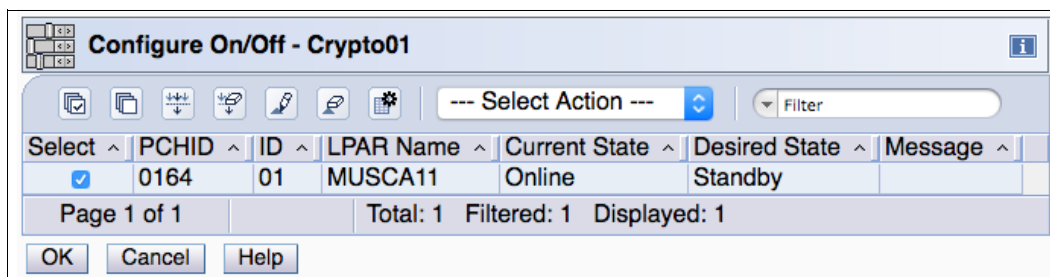 Configure On/Off - Crypto01
--- Select Action --- Filter
Select PCHID ID LPAR Name Current State Desired State Message
0164 01 MUSCA11 Online Standby
Page 1 of 1 Total: 1 Filtered: 1 Displayed: 1
OK Cancel Help